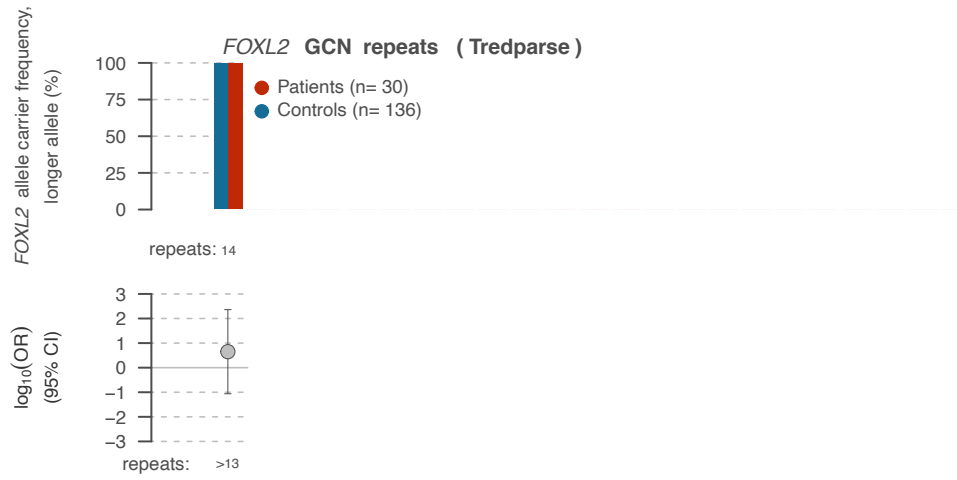 FOXL2 GCN repeats ( Tredparse )
FOXL2 allele carrier frequency,
longer allele (%)
100
75
50
25
0
Patients (n= 30)
Controls (n= 136)
repeats: 14
log₁₀(OR)
(95% CI)
3
2
1
0
−1
−2
−3
repeats: >13